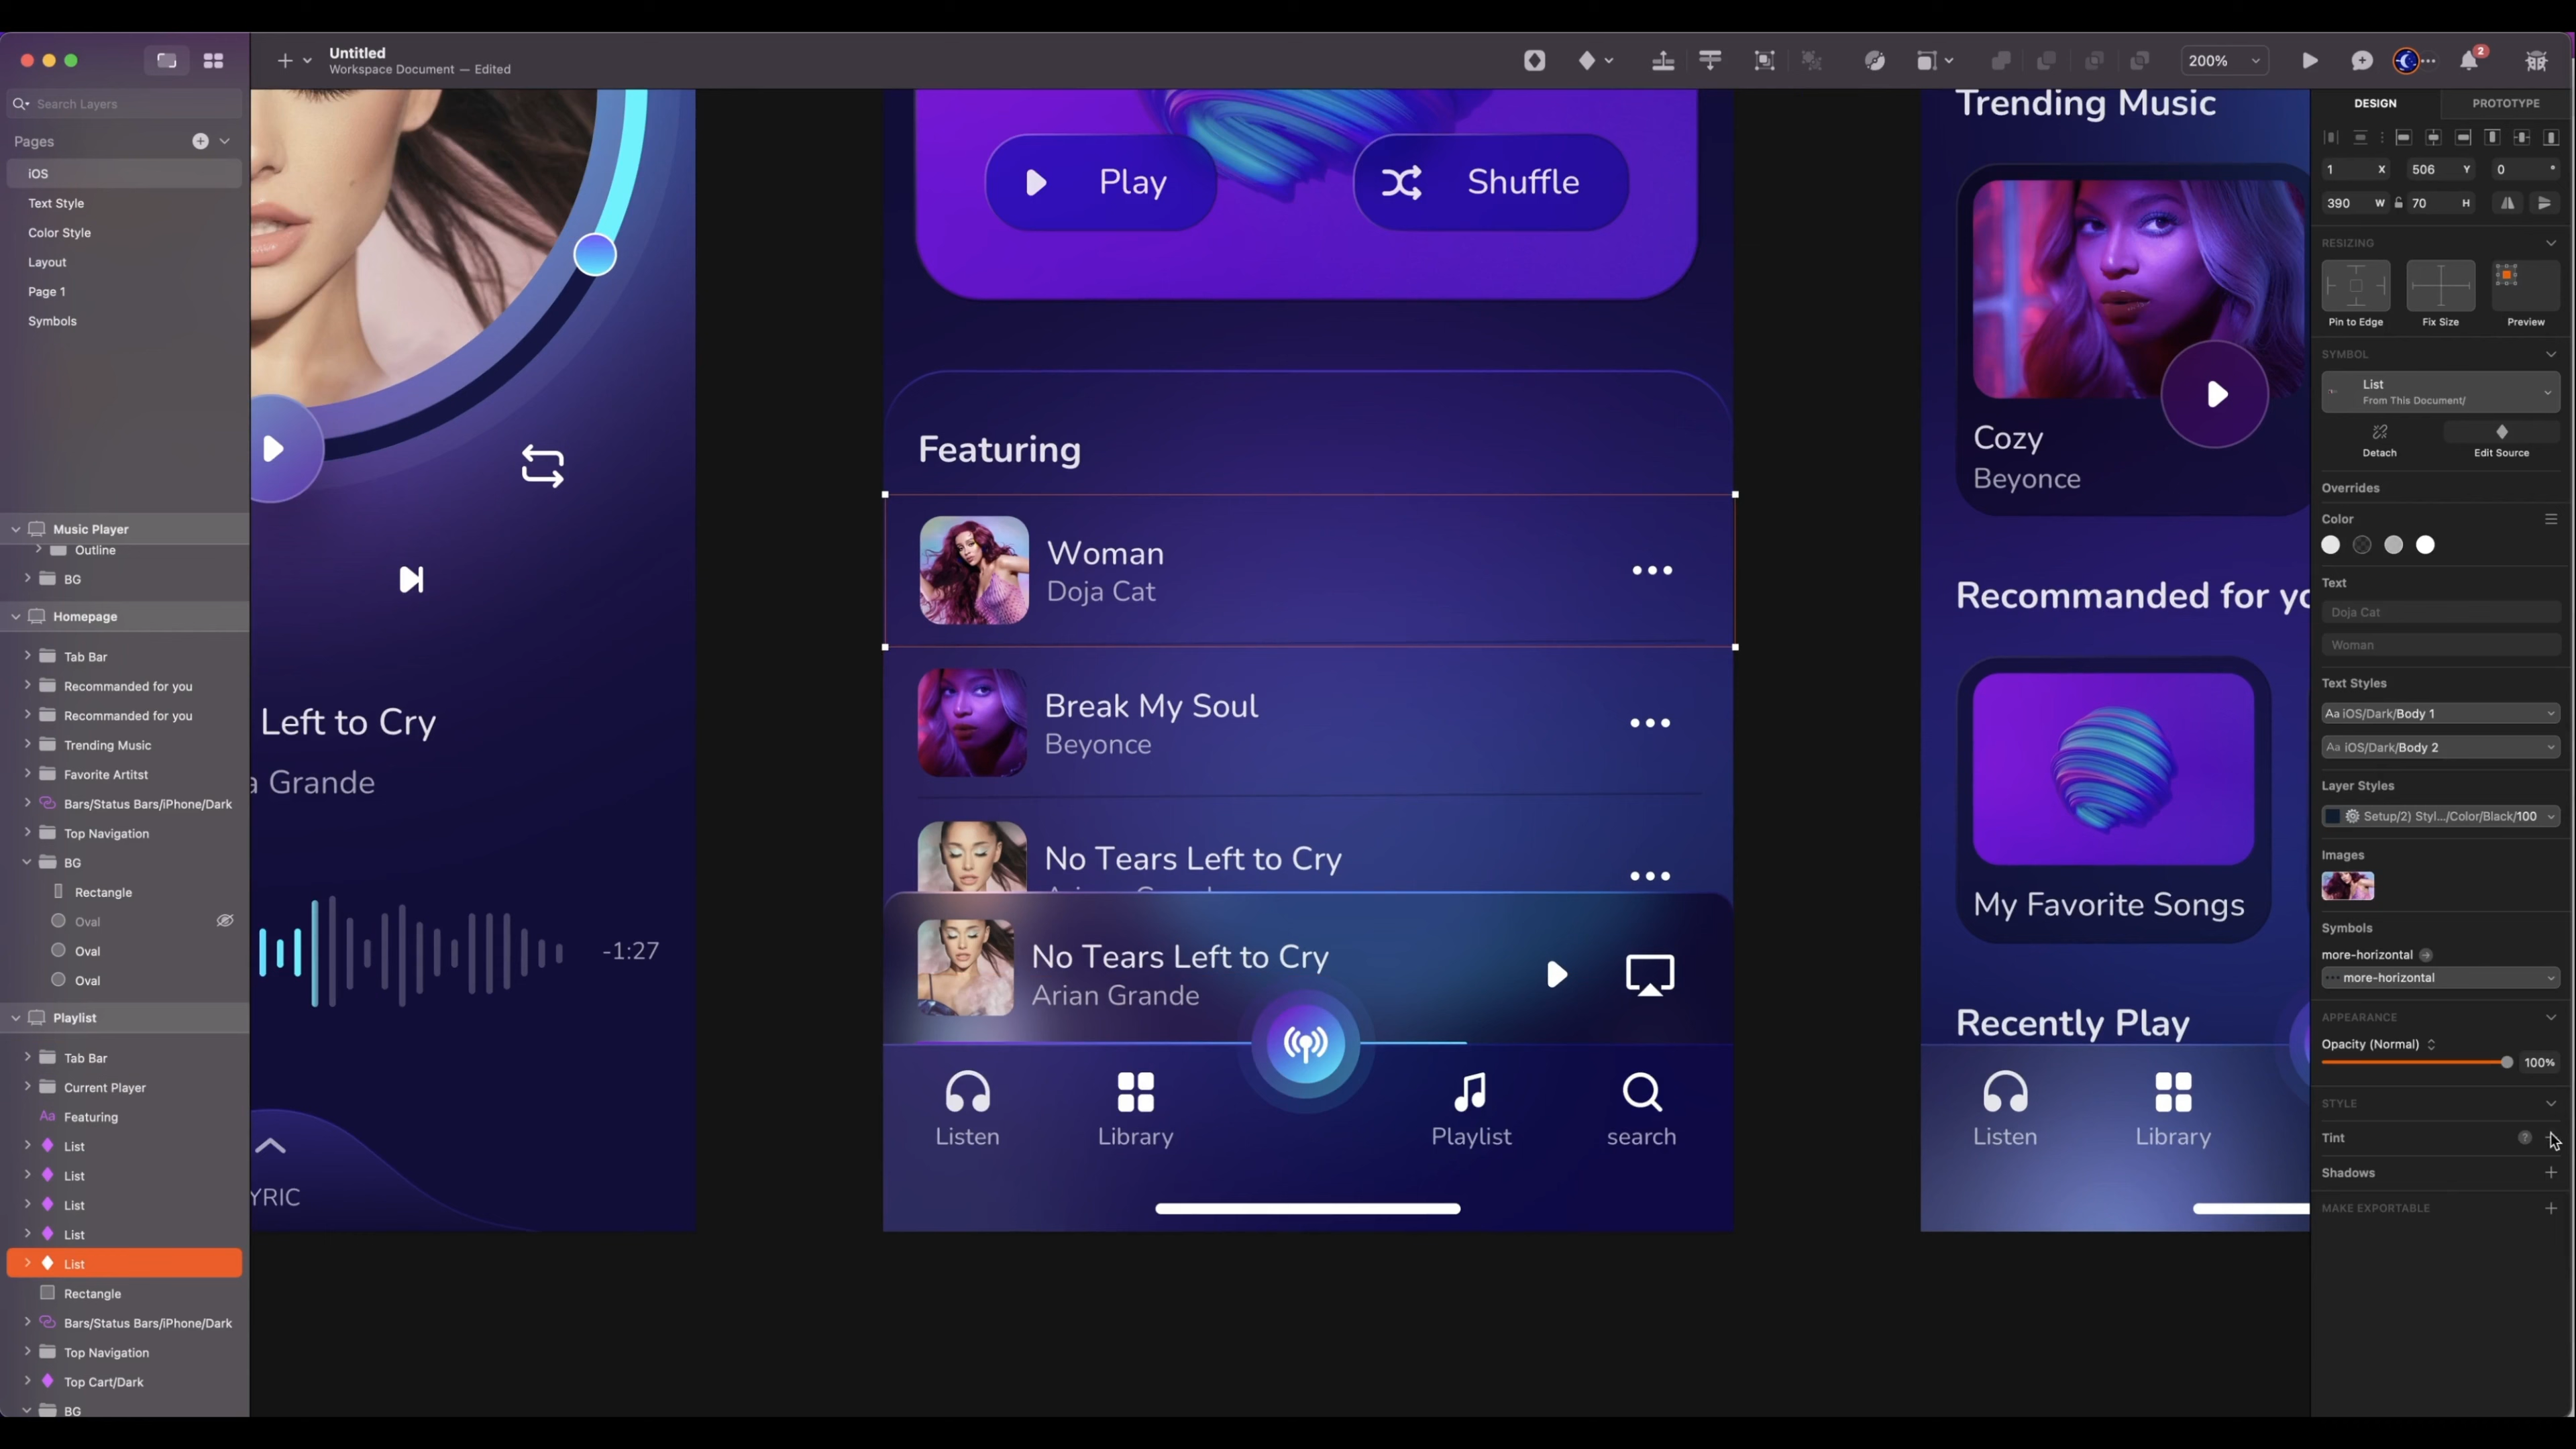 Untitled
Workspace Document — Edited
200%
2
Search Layers
Pages
iOS
Text Style
Color Style
Layout
Page 1
Symbols
Music Player
Outline
BG
Homepage
Tab Bar
Recommanded for you
Recommanded for you
Trending Music
Favorite Artitst
Bars/Status Bars/iPhone/Dark
Top Navigation
BG
Rectangle
Oval
Oval
Oval
Playlist
Tab Bar
Current Player
Aa Featuring
List
List
List
List
List
Rectangle
Bars/Status Bars/iPhone/Dark
Top Navigation
Top Cart/Dark
BG
Left to Cry
a Grande
-1:27
YRIC
Play
Shuffle
Featuring
Woman
Doja Cat
Break My Soul
Beyonce
No Tears Left to Cry
No Tears Left to Cry
Arian Grande
Listen
Library
Playlist
search
Trending Music
Cozy
Beyonce
Recommanded for yo
My Favorite Songs
Recently Play
Listen
Library
DESIGN
PROTOTYPE
1 X 506 Y 0 °
390 W 70 H
RESIZING
Pin to Edge
Fix Size
Preview
SYMBOL
List
From This Document/
Detach
Edit Source
Overrides
Color
Text
Doja Cat
Woman
Text Styles
Aa iOS/Dark/Body 1
Aa iOS/Dark/Body 2
Layer Styles
Setup/2) Styl.../Color/Black/100
Images
Symbols
more-horizontal
more-horizontal
APPEARANCE
Opacity (Normal)
100%
STYLE
Tint
?
Shadows
MAKE EXPORTABLE